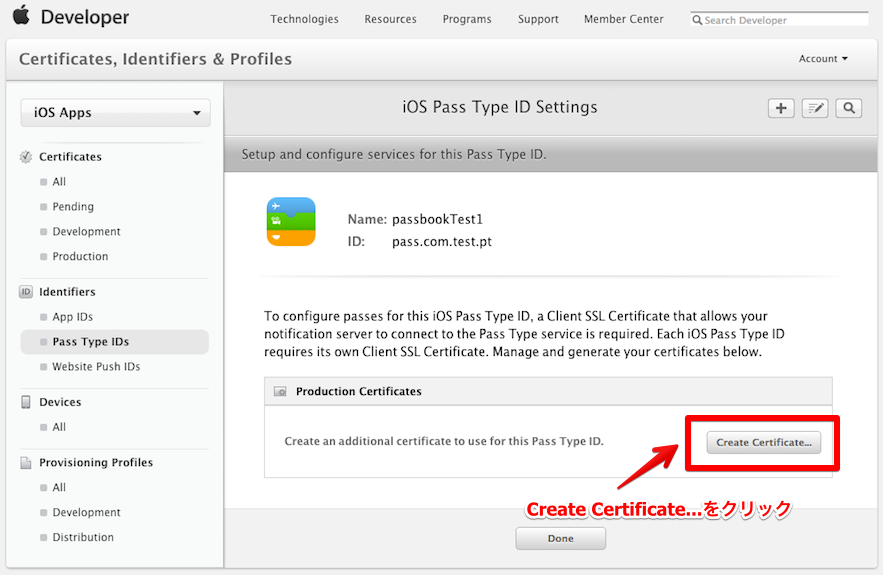 Developer
Technologies Resources Programs Support Member Center Search Developer
Certificates, Identifiers & Profiles
Account
iOS Apps
Certificates
All
Pending
Development
Production
ID Identifiers
App IDs
Pass Type IDs
Website Push IDs
Devices
All
Provisioning Profiles
All
Development
Distribution
iOS Pass Type ID Settings
Setup and configure services for this Pass Type ID.
Name: passbookTest1
ID: pass.com.test.pt
To configure passes for this iOS Pass Type ID, a Client SSL Certificate that allows your
notification server to connect to the Pass Type service is required. Each iOS Pass Type ID
requires its own Client SSL Certificate. Manage and generate your certificates below.
Production Certificates
Create an additional certificate to use for this Pass Type ID.
Create Certificate...
Create Certificate...をクリック
Done